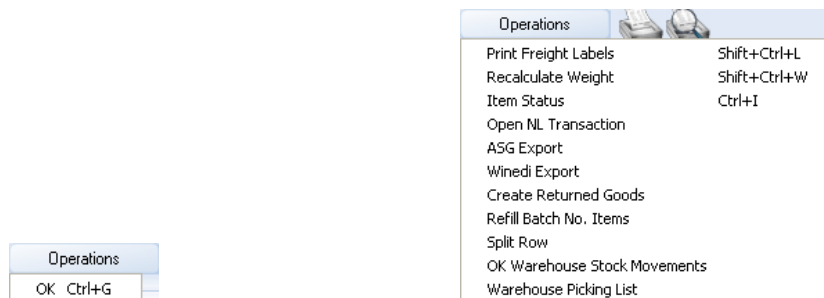 Operations
OK Ctrl+G
Operations
Print Freight Labels Shift+Ctrl+L
Recalculate Weight Shift+Ctrl+W
Item Status Ctrl+I
Open NL Transaction
ASG Export
Winedi Export
Create Returned Goods
Refill Batch No. Items
Split Row
OK Warehouse Stock Movements
Warehouse Picking List